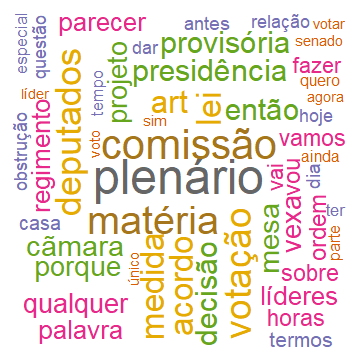 especial
questão
parecer
antes
relação
votar
deputados
projeto
dar
provisória
senado
presidência
fazer
líder
tempo
art
lei
então
quero
agora
regimento
obstrução
voto
sim
hoje
comissão
vamos
ainda
plenário
vai
vexavou
dia
matéria
ordem
ter
casa
único
medida
acordo
decisão
votação
mesa
parte
cãmara
porque
sobre
qualquer
líderes
palavra
horas
termos